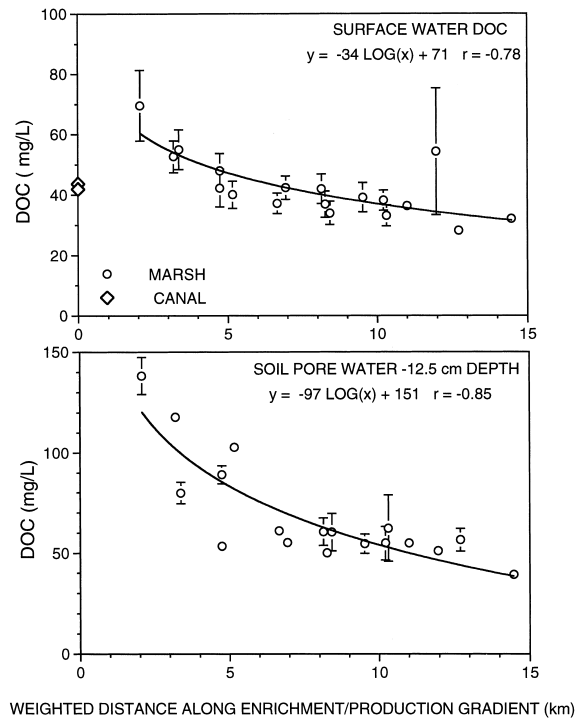 100
80
60
40
20
0
DOC ( mg/L)
SURFACE WATER DOC
y = -34 LOG(x) + 71 r = -0.78
MARSH
CANAL
0 5 10 15
150
100
50
0
DOC (mg/L)
SOIL PORE WATER -12.5 cm DEPTH
y = -97 LOG(x) + 151 r = -0.85
0 5 10 15
WEIGHTED DISTANCE ALONG ENRICHMENT/PRODUCTION GRADIENT (km)